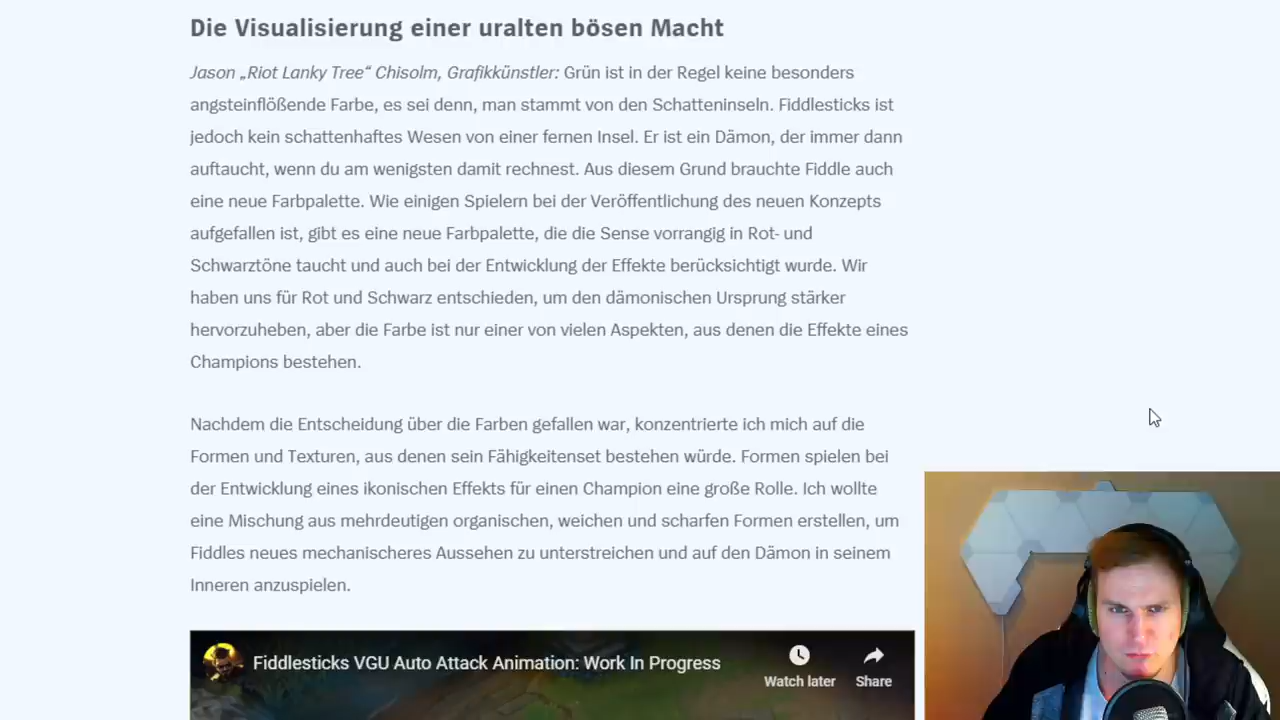 Die Visualisierung einer uralten bösen Macht
Jason „Riot Lanky Tree“ Chisolm, Grafikkünstler: Grün ist in der Regel keine besonders
angsteinflößende Farbe, es sei denn, man stammt von den Schatteninseln. Fiddlesticks ist
jedoch kein schattenhaftes Wesen von einer fernen Insel. Er ist ein Dämon, der immer dann
auftaucht, wenn du am wenigsten damit rechnest. Aus diesem Grund brauchte Fiddle auch
eine neue Farbpalette. Wie einigen Spielern bei der Veröffentlichung des neuen Konzepts
aufgefallen ist, gibt es eine neue Farbpalette, die die Sense vorrangig in Rot- und
Schwarztöne taucht und auch bei der Entwicklung der Effekte berücksichtigt wurde. Wir
haben uns für Rot und Schwarz entschieden, um den dämonischen Ursprung stärker
hervorzuheben, aber die Farbe ist nur einer von vielen Aspekten, aus denen die Effekte eines
Champions bestehen.
Nachdem die Entscheidung über die Farben gefallen war, konzentrierte ich mich auf die
Formen und Texturen, aus denen sein Fähigkeitenset bestehen würde. Formen spielen bei
der Entwicklung eines ikonischen Effekts für einen Champion eine große Rolle. Ich wollte
eine Mischung aus mehrdeutigen organischen, weichen und scharfen Formen erstellen, um
Fiddles neues mechanischeres Aussehen zu unterstreichen und auf den Dämon in seinem
Inneren anzuspielen.
Fiddlesticks VGU Auto Attack Animation: Work In Progress
Watch later
Share